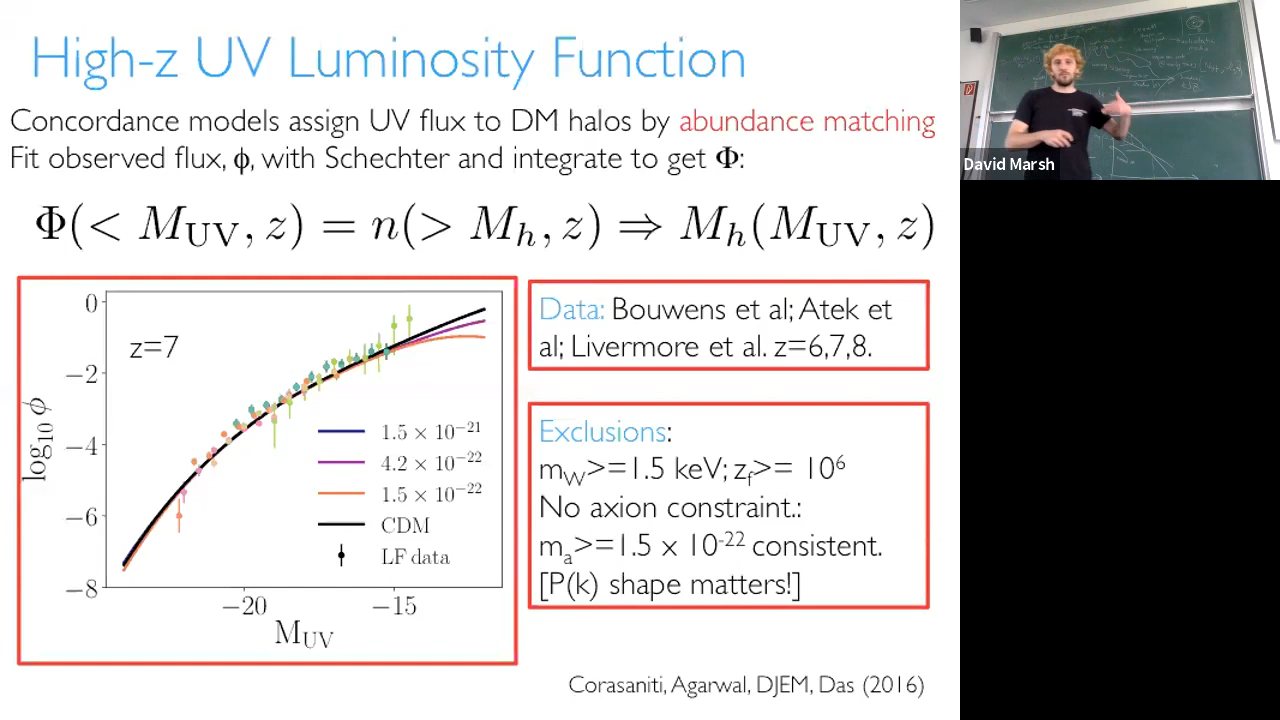 High-z UV Luminosity Function
Concordance models assign UV flux to DM halos by abundance matching
Fit observed flux, ϕ, with Schechter and integrate to get Φ:
Φ(< M_UV, z) = n(> M_h, z) ⇒ M_h(M_UV, z)
z=7
0
−2
−4
−6
−8
log₁₀ ϕ
1.5 × 10⁻²¹
4.2 × 10⁻²²
1.5 × 10⁻²²
CDM
LF data
−20
−15
M_UV
Data: Bouwens et al; Atek et
al; Livermore et al. z=6,7,8.
Exclusions:
m_W>=1.5 keV; z_f>= 10⁶
No axion constraint.:
m_a>=1.5 x 10⁻²² consistent.
[P(k) shape matters!]
Corasaniti, Agarwal, DJEM, Das (2016)
David Marsh